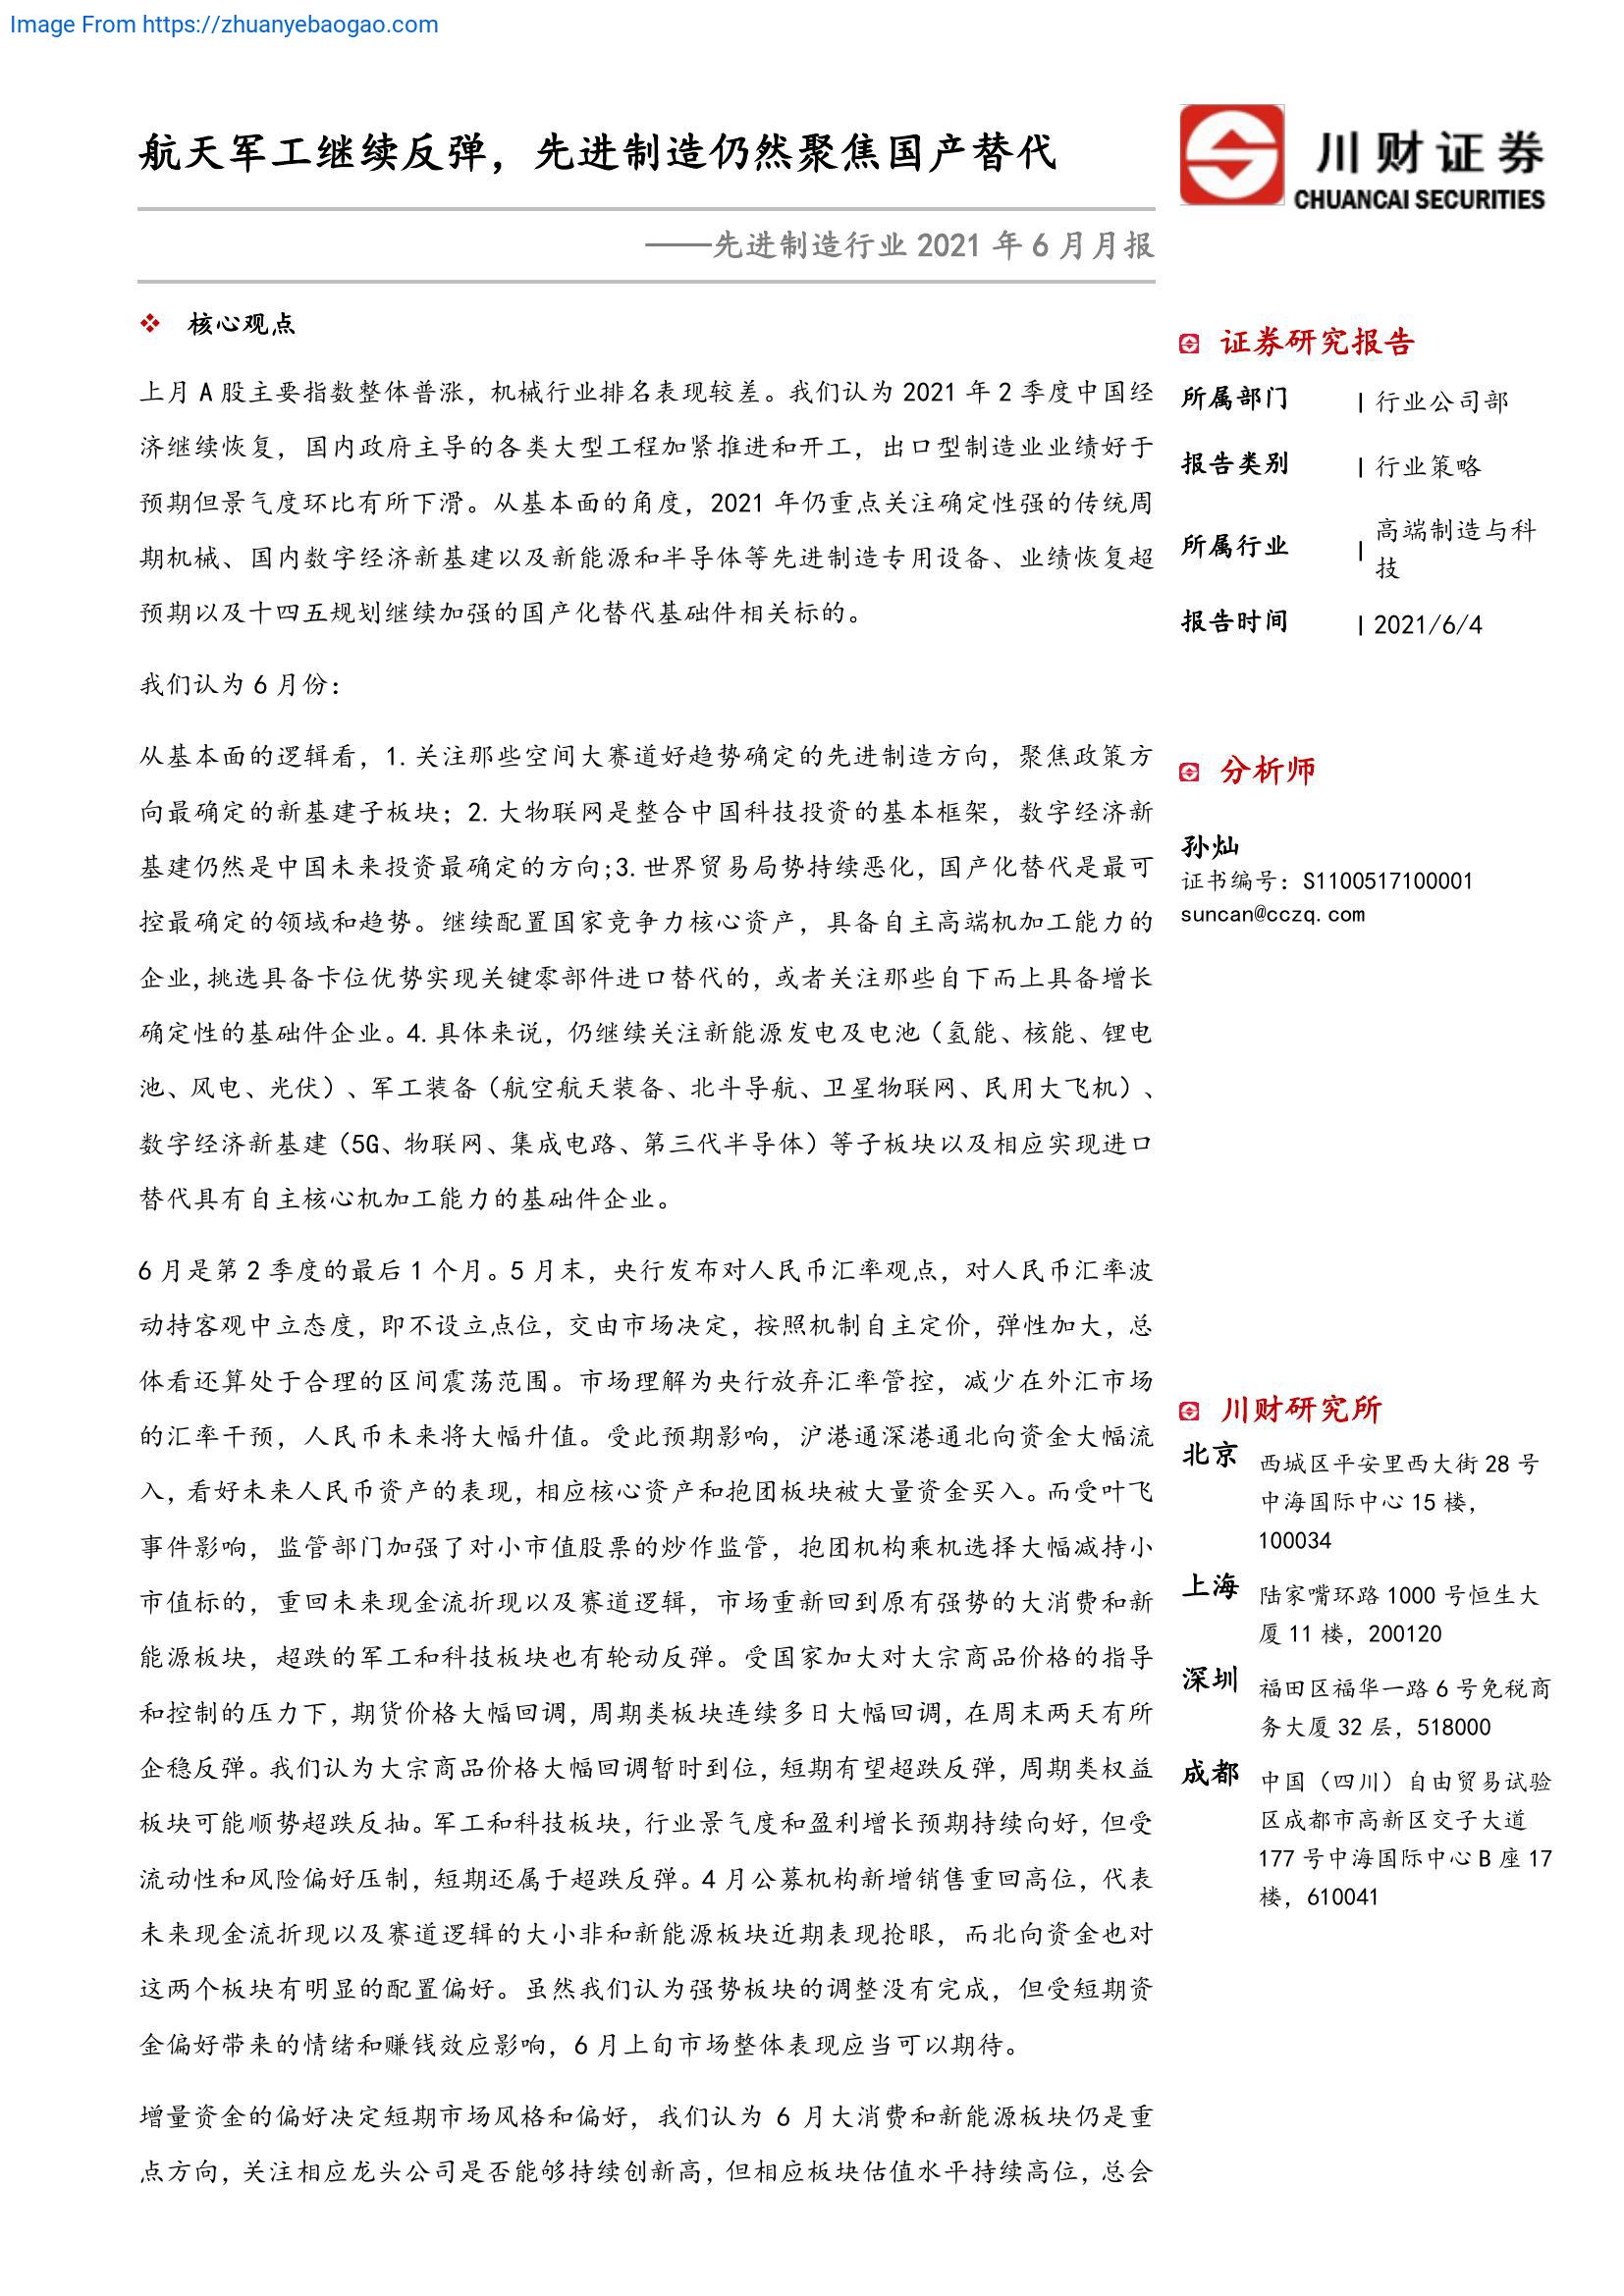 Image From https://zhuanyebaogao.com
航天军工继续反弹，先进制造仍然聚焦国产替代
川财证券
CHUANCAI SECURITIES
——先进制造行业 2021 年 6 月月报
❖ 核心观点
上月 A 股主要指数整体普涨，机械行业排名表现较差。我们认为 2021 年 2 季度中国经
济继续恢复，国内政府主导的各类大型工程加紧推进和开工，出口型制造业业绩好于
预期但景气度环比有所下滑。从基本面的角度，2021 年仍重点关注确定性强的传统周
期机械、国内数字经济新基建以及新能源和半导体等先进制造专用设备、业绩恢复超
预期以及十四五规划继续加强的国产化替代基础件相关标的。
我们认为 6 月份：
从基本面的逻辑看，1.关注那些空间大赛道好趋势确定的先进制造方向，聚焦政策方
向最确定的新基建子板块；2.大物联网是整合中国科技投资的基本框架，数字经济新
基建仍然是中国未来投资最确定的方向;3.世界贸易局势持续恶化，国产化替代是最可
控最确定的领域和趋势。继续配置国家竞争力核心资产，具备自主高端机加工能力的
企业,挑选具备卡位优势实现关键零部件进口替代的，或者关注那些自下而上具备增长
确定性的基础件企业。4.具体来说，仍继续关注新能源发电及电池（氢能、核能、锂电
池、风电、光伏）、军工装备（航空航天装备、北斗导航、卫星物联网、民用大飞机）、
数字经济新基建（5G、物联网、集成电路、第三代半导体）等子板块以及相应实现进口
替代具有自主核心机加工能力的基础件企业。
6 月是第 2 季度的最后 1 个月。5 月末，央行发布对人民币汇率观点，对人民币汇率波
动持客观中立态度，即不设立点位，交由市场决定，按照机制自主定价，弹性加大，总
体看还算处于合理的区间震荡范围。市场理解为央行放弃汇率管控，减少在外汇市场
的汇率干预，人民币未来将大幅升值。受此预期影响，沪港通深港通北向资金大幅流
入，看好未来人民币资产的表现，相应核心资产和抱团板块被大量资金买入。而受叶飞
事件影响，监管部门加强了对小市值股票的炒作监管，抱团机构乘机选择大幅减持小
市值标的，重回未来现金流折现以及赛道逻辑，市场重新回到原有强势的大消费和新
能源板块，超跌的军工和科技板块也有轮动反弹。受国家加大对大宗商品价格的指导
和控制的压力下，期货价格大幅回调，周期类板块连续多日大幅回调，在周末两天有所
企稳反弹。我们认为大宗商品价格大幅回调暂时到位，短期有望超跌反弹，周期类权益
板块可能顺势超跌反抽。军工和科技板块，行业景气度和盈利增长预期持续向好，但受
流动性和风险偏好压制，短期还属于超跌反弹。4 月公募机构新增销售重回高位，代表
未来现金流折现以及赛道逻辑的大小非和新能源板块近期表现抢眼，而北向资金也对
这两个板块有明显的配置偏好。虽然我们认为强势板块的调整没有完成，但受短期资
金偏好带来的情绪和赚钱效应影响，6 月上旬市场整体表现应当可以期待。
增量资金的偏好决定短期市场风格和偏好，我们认为 6 月大消费和新能源板块仍是重
点方向，关注相应龙头公司是否能够持续创新高，但相应板块估值水平持续高位，总会
证券研究报告
所属部门 | 行业公司部
报告类别 | 行业策略
所属行业 | 高端制造与科
技
报告时间 | 2021/6/4
分析师
孙灿
证书编号：S1100517100001
suncan@cczq.com
川财研究所
北京 西城区平安里西大街 28 号
中海国际中心 15 楼，
100034
上海 陆家嘴环路 1000 号恒生大
厦 11 楼，200120
深圳 福田区福华一路 6 号免税商
务大厦 32 层，518000
成都 中国（四川）自由贸易试验
区成都市高新区交子大道
177 号中海国际中心 B 座 17
楼，610041